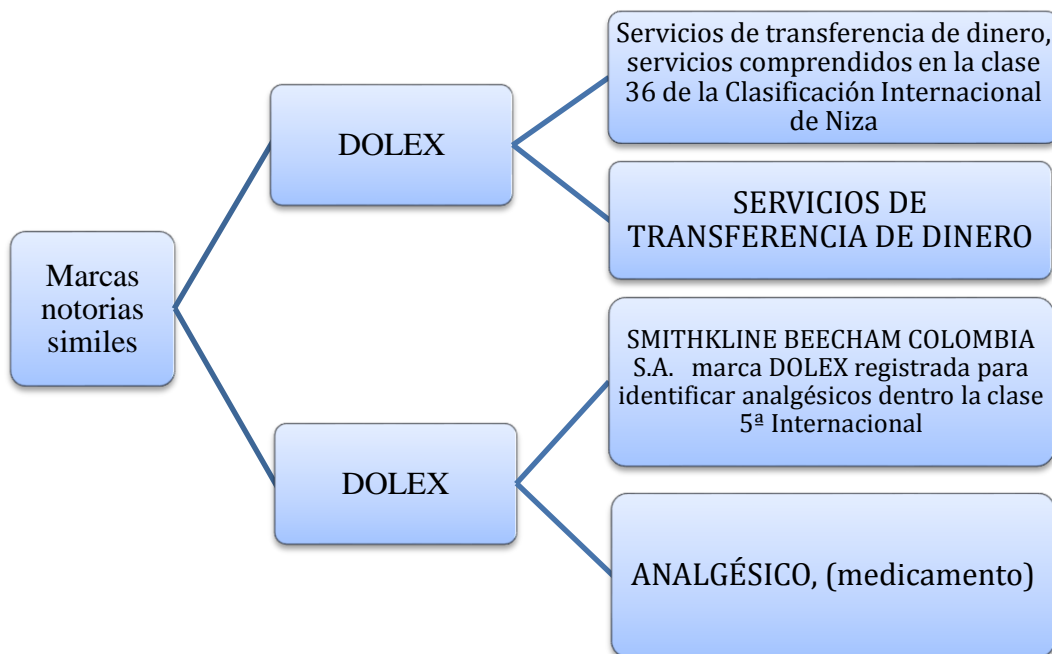 Marcas
notorias
similes
DOLEX
Servicios de transferencia de dinero,
servicios comprendidos en la clase
36 de la Clasificación Internacional
de Niza
SERVICIOS DE
TRANSFERENCIA DE DINERO
DOLEX
SMITHKLINE BEECHAM COLOMBIA
S.A. marca DOLEX registrada para
identificar analgésicos dentro la clase
5ª Internacional
ANALGÉSICO, (medicamento)